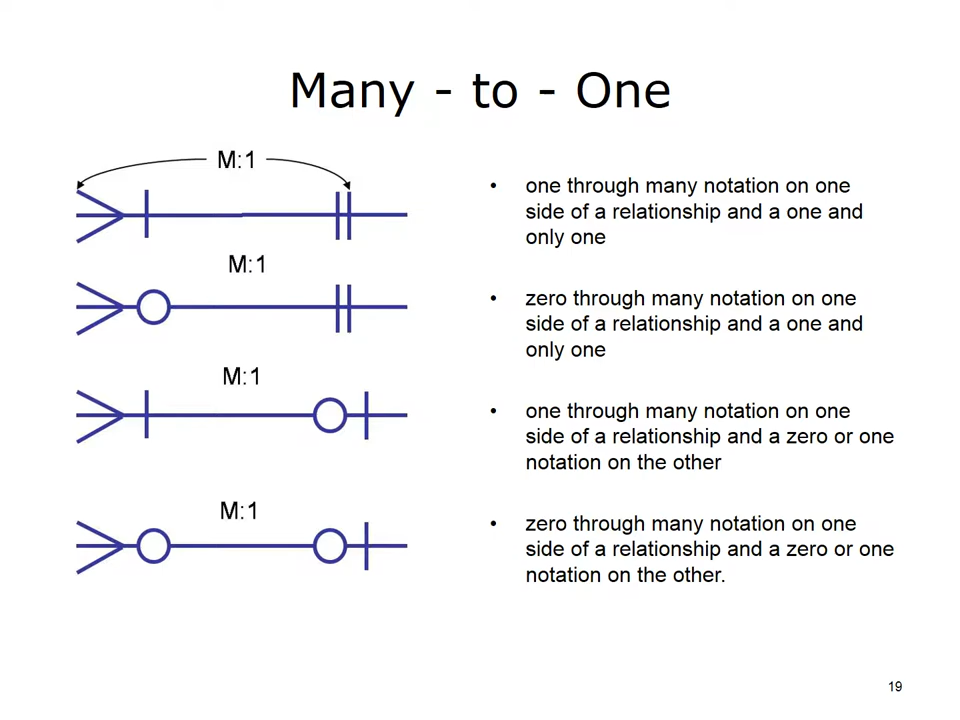 Many - to - One
M:1
• one through many notation on one
side of a relationship and a one and
only one
M:1
• zero through many notation on one
side of a relationship and a one and
only one
M:1
• one through many notation on one
side of a relationship and a zero or one
notation on the other
M:1
• zero through many notation on one
side of a relationship and a zero or one
notation on the other.
19